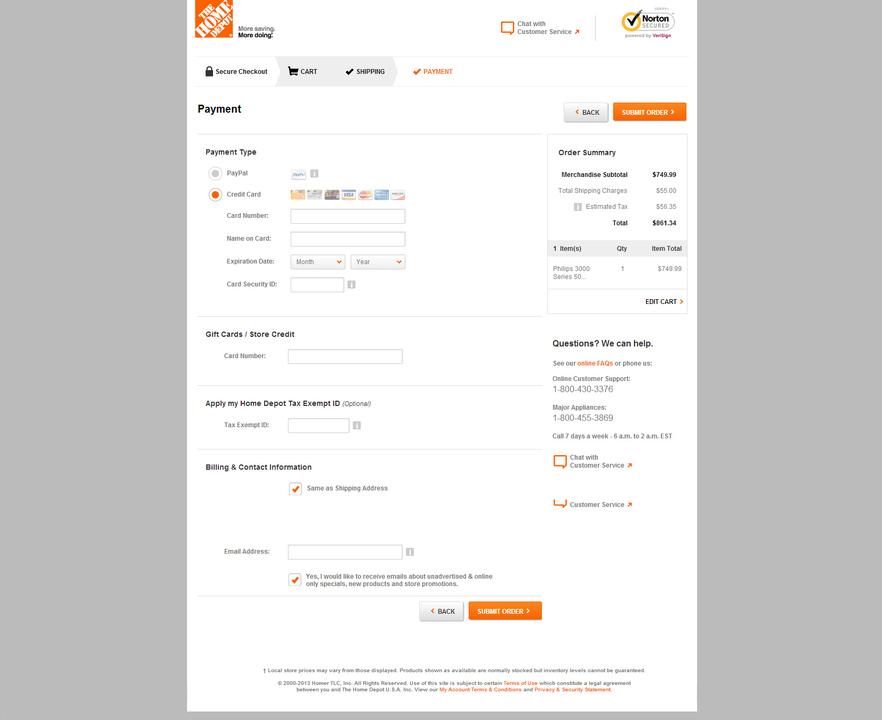 THE HOME DEPOT
More saving.
More doing.
Chat with
Customer Service
Norton
SECURED
powered by VeriSign
Secure Checkout
CART
SHIPPING
PAYMENT
Payment
BACK
SUBMIT ORDER
Payment Type
PayPal
PayPal
Credit Card
VISA
Card Number:
Name on Card:
Expiration Date:
Month
Year
Card Security ID:
Gift Cards / Store Credit
Card Number:
Apply my Home Depot Tax Exempt ID (Optional)
Tax Exempt ID:
Billing & Contact Information
Same as Shipping Address
Email Address:
Yes, I would like to receive emails about unadvertised & online
only specials, new products and store promotions.
BACK
SUBMIT ORDER
Order Summary
Merchandise Subtotal $749.99
Total Shipping Charges $55.00
Estimated Tax $56.35
Total $861.34
1 Item(s) Qty Item Total
Philips 3000 1 $749.99
Series 50...
EDIT CART
Questions? We can help.
See our online FAQs or phone us:
Online Customer Support:
1-800-430-3376
Major Appliances:
1-800-455-3869
Call 7 days a week - 6 a.m. to 2 a.m. EST
Chat with
Customer Service
Customer Service
† Local store prices may vary from those displayed. Products shown as available are normally stocked but inventory levels cannot be guaranteed.
© 2000-2013 Homer TLC, Inc. All Rights Reserved. Use of this site is subject to certain Terms of Use which constitute a legal agreement
between you and The Home Depot U.S.A. Inc. View our My Account Terms & Conditions and Privacy & Security Statement.